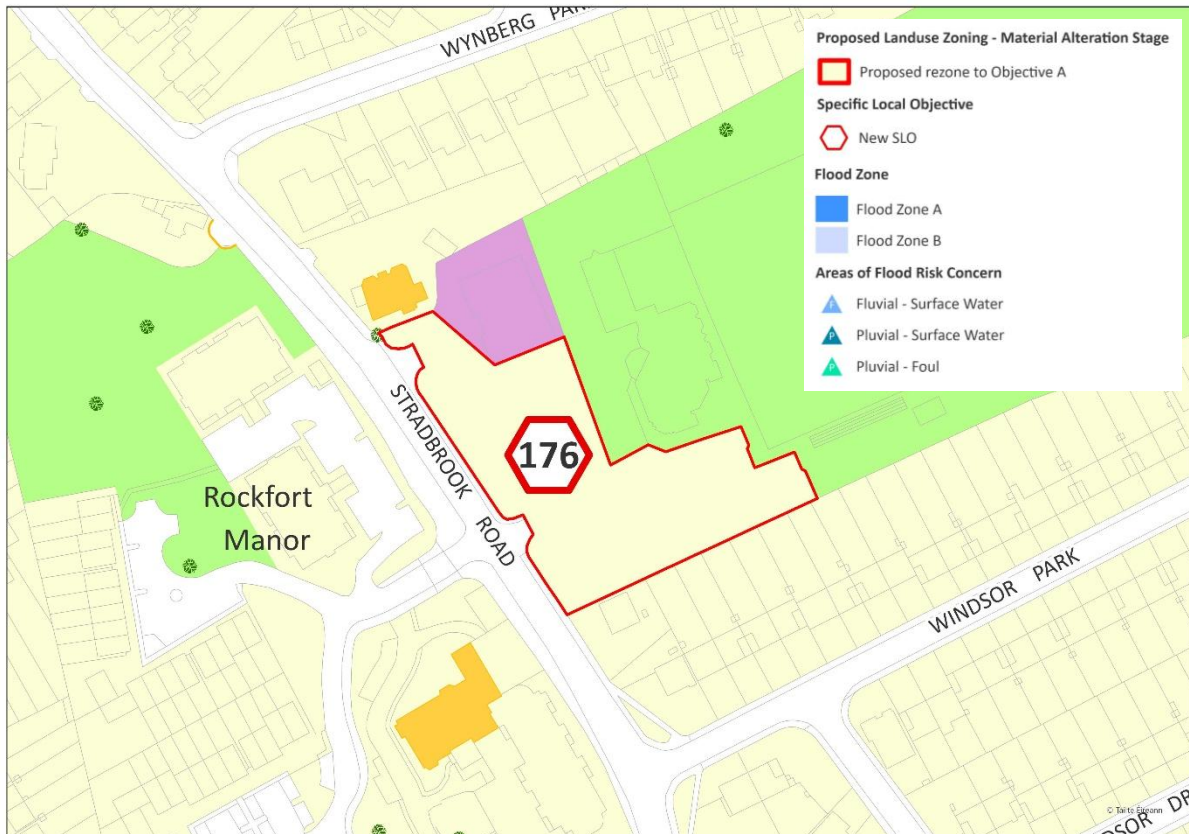 WYNBERG PARK
Proposed Landuse Zoning - Material Alteration Stage
Proposed rezone to Objective A
Specific Local Objective
New SLO
Flood Zone
Flood Zone A
Flood Zone B
Areas of Flood Risk Concern
F
Fluvial - Surface Water
P
Pluvial - Surface Water
P
Pluvial - Foul
STRADBROOK ROAD
176
Rockfort
Manor
WINDSOR PARK
© Tailte Éireann
DSOR DR